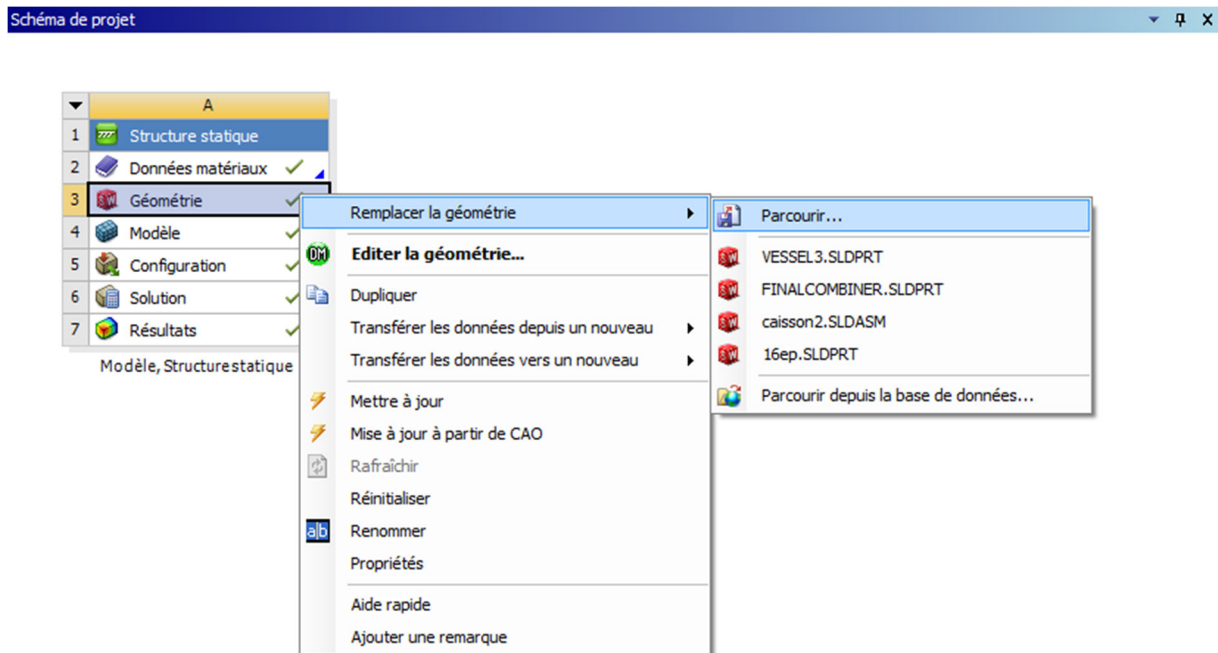 Schéma de projet
A
1 Structure statique
2 Données matériaux
3 Géométrie
4 Modèle
5 Configuration
6 Solution
7 Résultats
Modèle, Structure statique
Remplacer la géométrie
DM Editer la géométrie...
Dupliquer
Transférer les données depuis un nouveau
Transférer les données vers un nouveau
Mettre à jour
Mise à jour à partir de CAO
Rafraîchir
Réinitialiser
a|b Renommer
Propriétés
Aide rapide
Ajouter une remarque
Parcourir...
VESSEL3.SLDPRT
FINALCOMBINER.SLDPRT
caisson2.SLDASM
16ep.SLDPRT
Parcourir depuis la base de données...